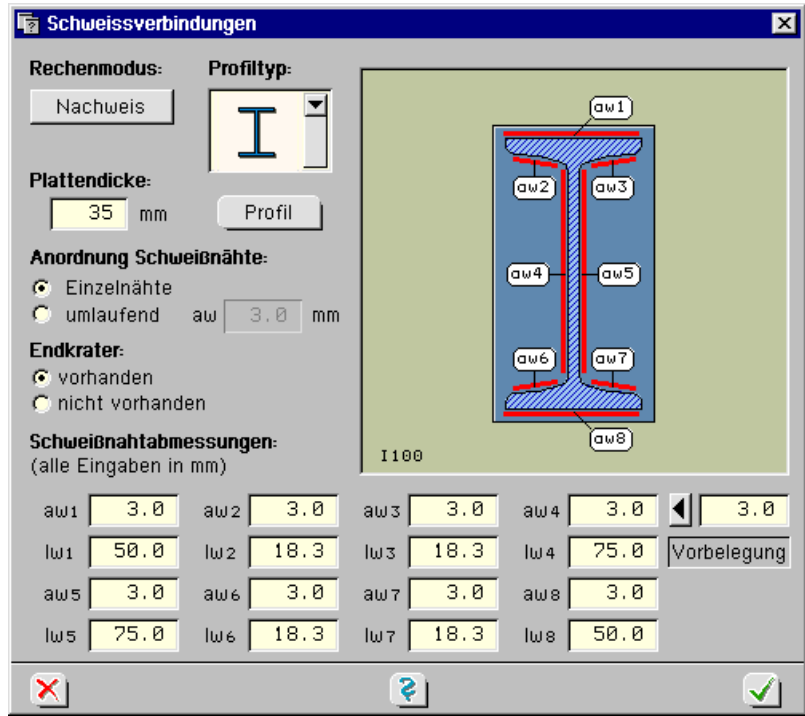 Schweissverbindungen
Rechenmodus: Profiltyp:
Nachweis
Plattendicke:
35 mm Profil
Anordnung Schweißnähte:
Einzelnähte
umlaufend aw 3.0 mm
Endkrater:
vorhanden
nicht vorhanden
Schweißnahtabmessungen:
(alle Eingaben in mm)
aw1
aw2 aw3
aw4 aw5
aw6 aw7
aw8
I100
aw1 3.0 aw2 3.0 aw3 3.0 aw4 3.0 3.0
lw1 50.0 lw2 18.3 lw3 18.3 lw4 75.0 Vorbelegung
aw5 3.0 aw6 3.0 aw7 3.0 aw8 3.0
lw5 75.0 lw6 18.3 lw7 18.3 lw8 50.0